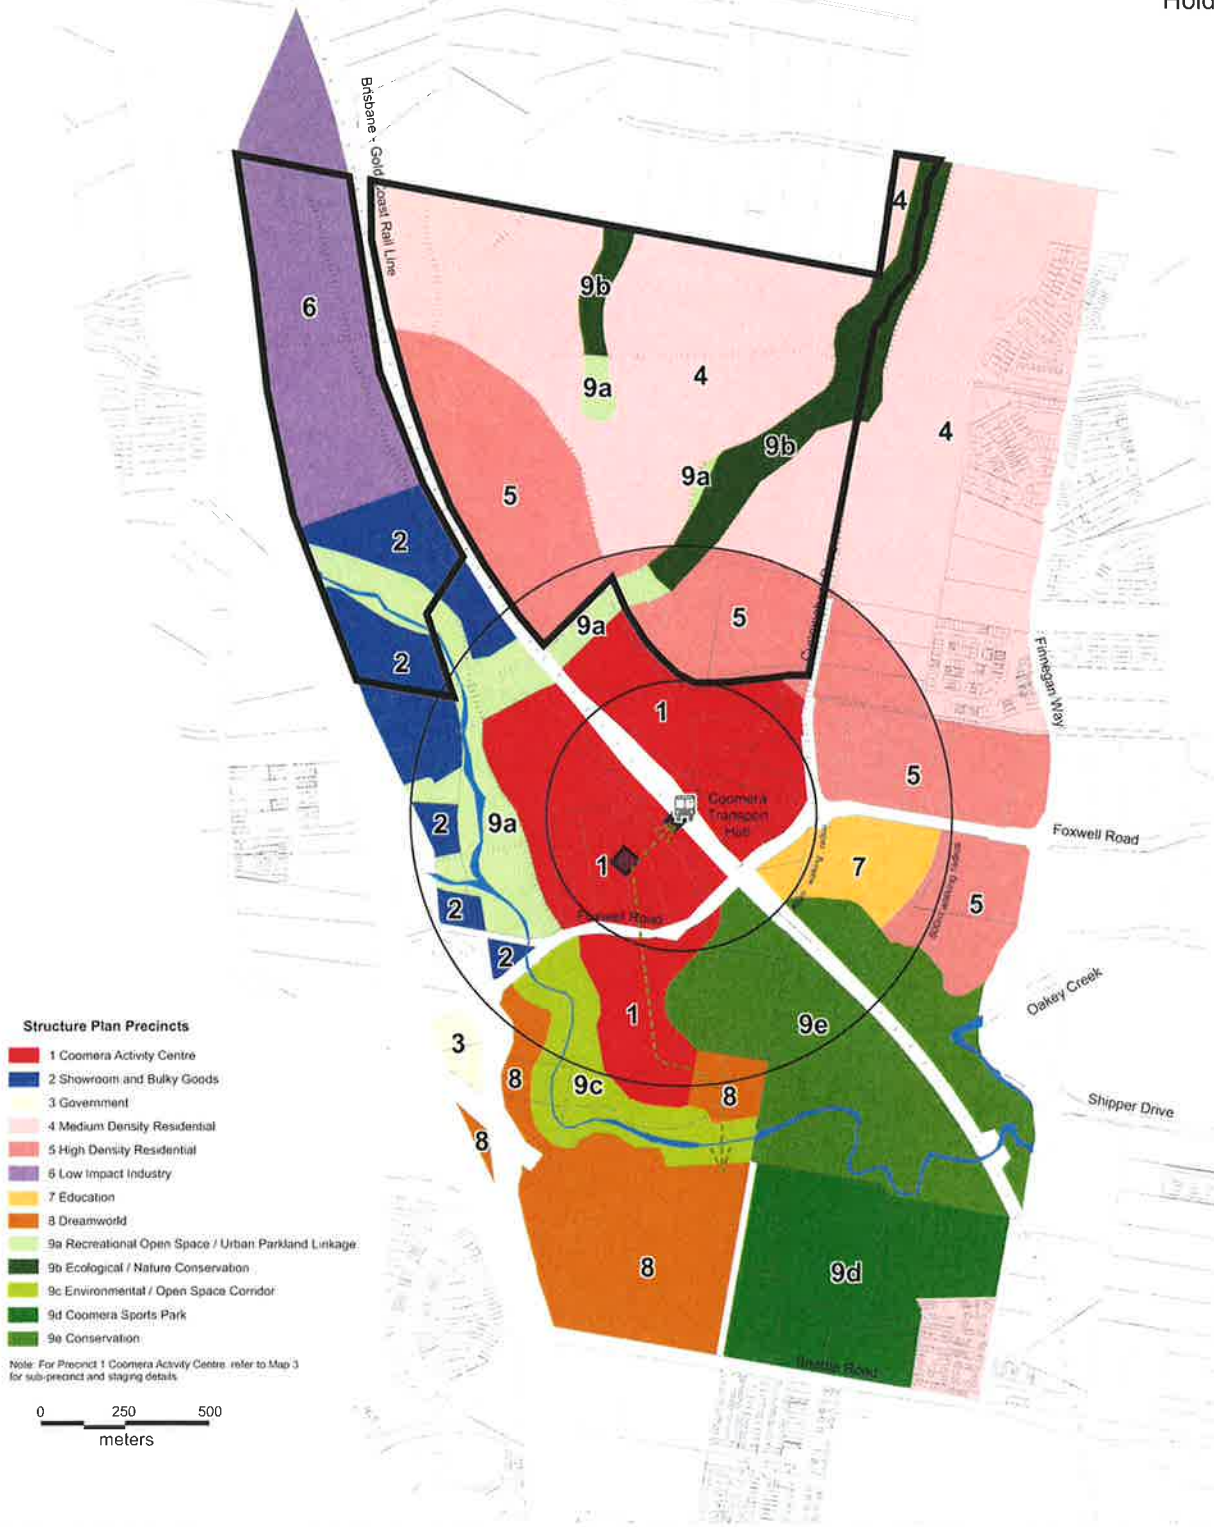 Hold
Brisbane - Gold Coast Rail Line
4
9b
6
9a
4
4
9b
9a
5
2
5
9a
2
Finnegan Way
1
5
Coomera
Transport
Hub
2
9a
Foxwell Road
1
7
5
2
Foxwell Road
2
Oakey Creek
1
9e
3
8
9c
8
Shipper Drive
8
8
9d
Beattie Road
Structure Plan Precincts
1 Coomera Activity Centre
2 Showroom and Bulky Goods
3 Government
4 Medium Density Residential
5 High Density Residential
6 Low Impact Industry
7 Education
8 Dreamworld
9a Recreational Open Space / Urban Parkland Linkage
9b Ecological / Nature Conservation
9c Environmental / Open Space Corridor
9d Coomera Sports Park
9e Conservation
Note: For Precinct 1 Coomera Activity Centre refer to Map 3
for sub-precinct and staging details
0 250 500
meters